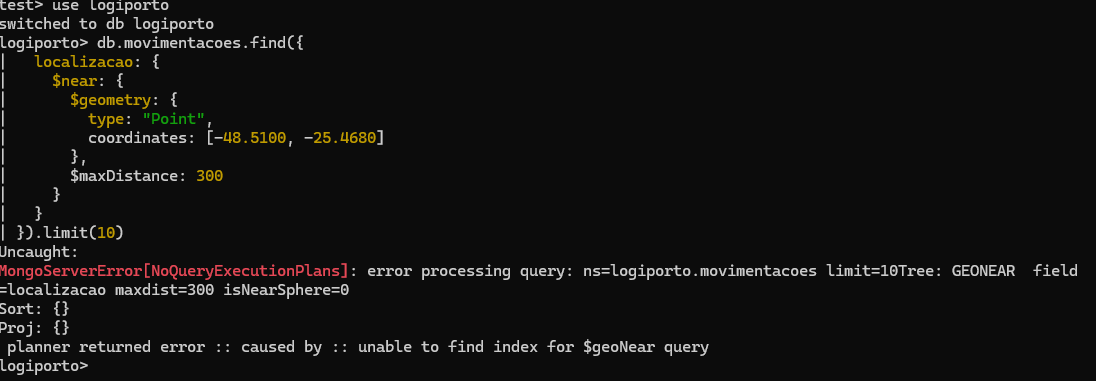 test> use logiporto
switched to db logiporto
logiporto> db.movimentacoes.find({
|   localizacao: {
|     $near: {
|       $geometry: {
|         type: "Point",
|         coordinates: [-48.5100, -25.4680]
|       },
|       $maxDistance: 300
|     }
|   }
| }).limit(10)
Uncaught:
MongoServerError[NoQueryExecutionPlans]: error processing query: ns=logiporto.movimentacoes limit=10Tree: GEONEAR  field
=localizacao maxdist=300 isNearSphere=0
Sort: {}
Proj: {}
 planner returned error :: caused by :: unable to find index for $geoNear query
logiporto>